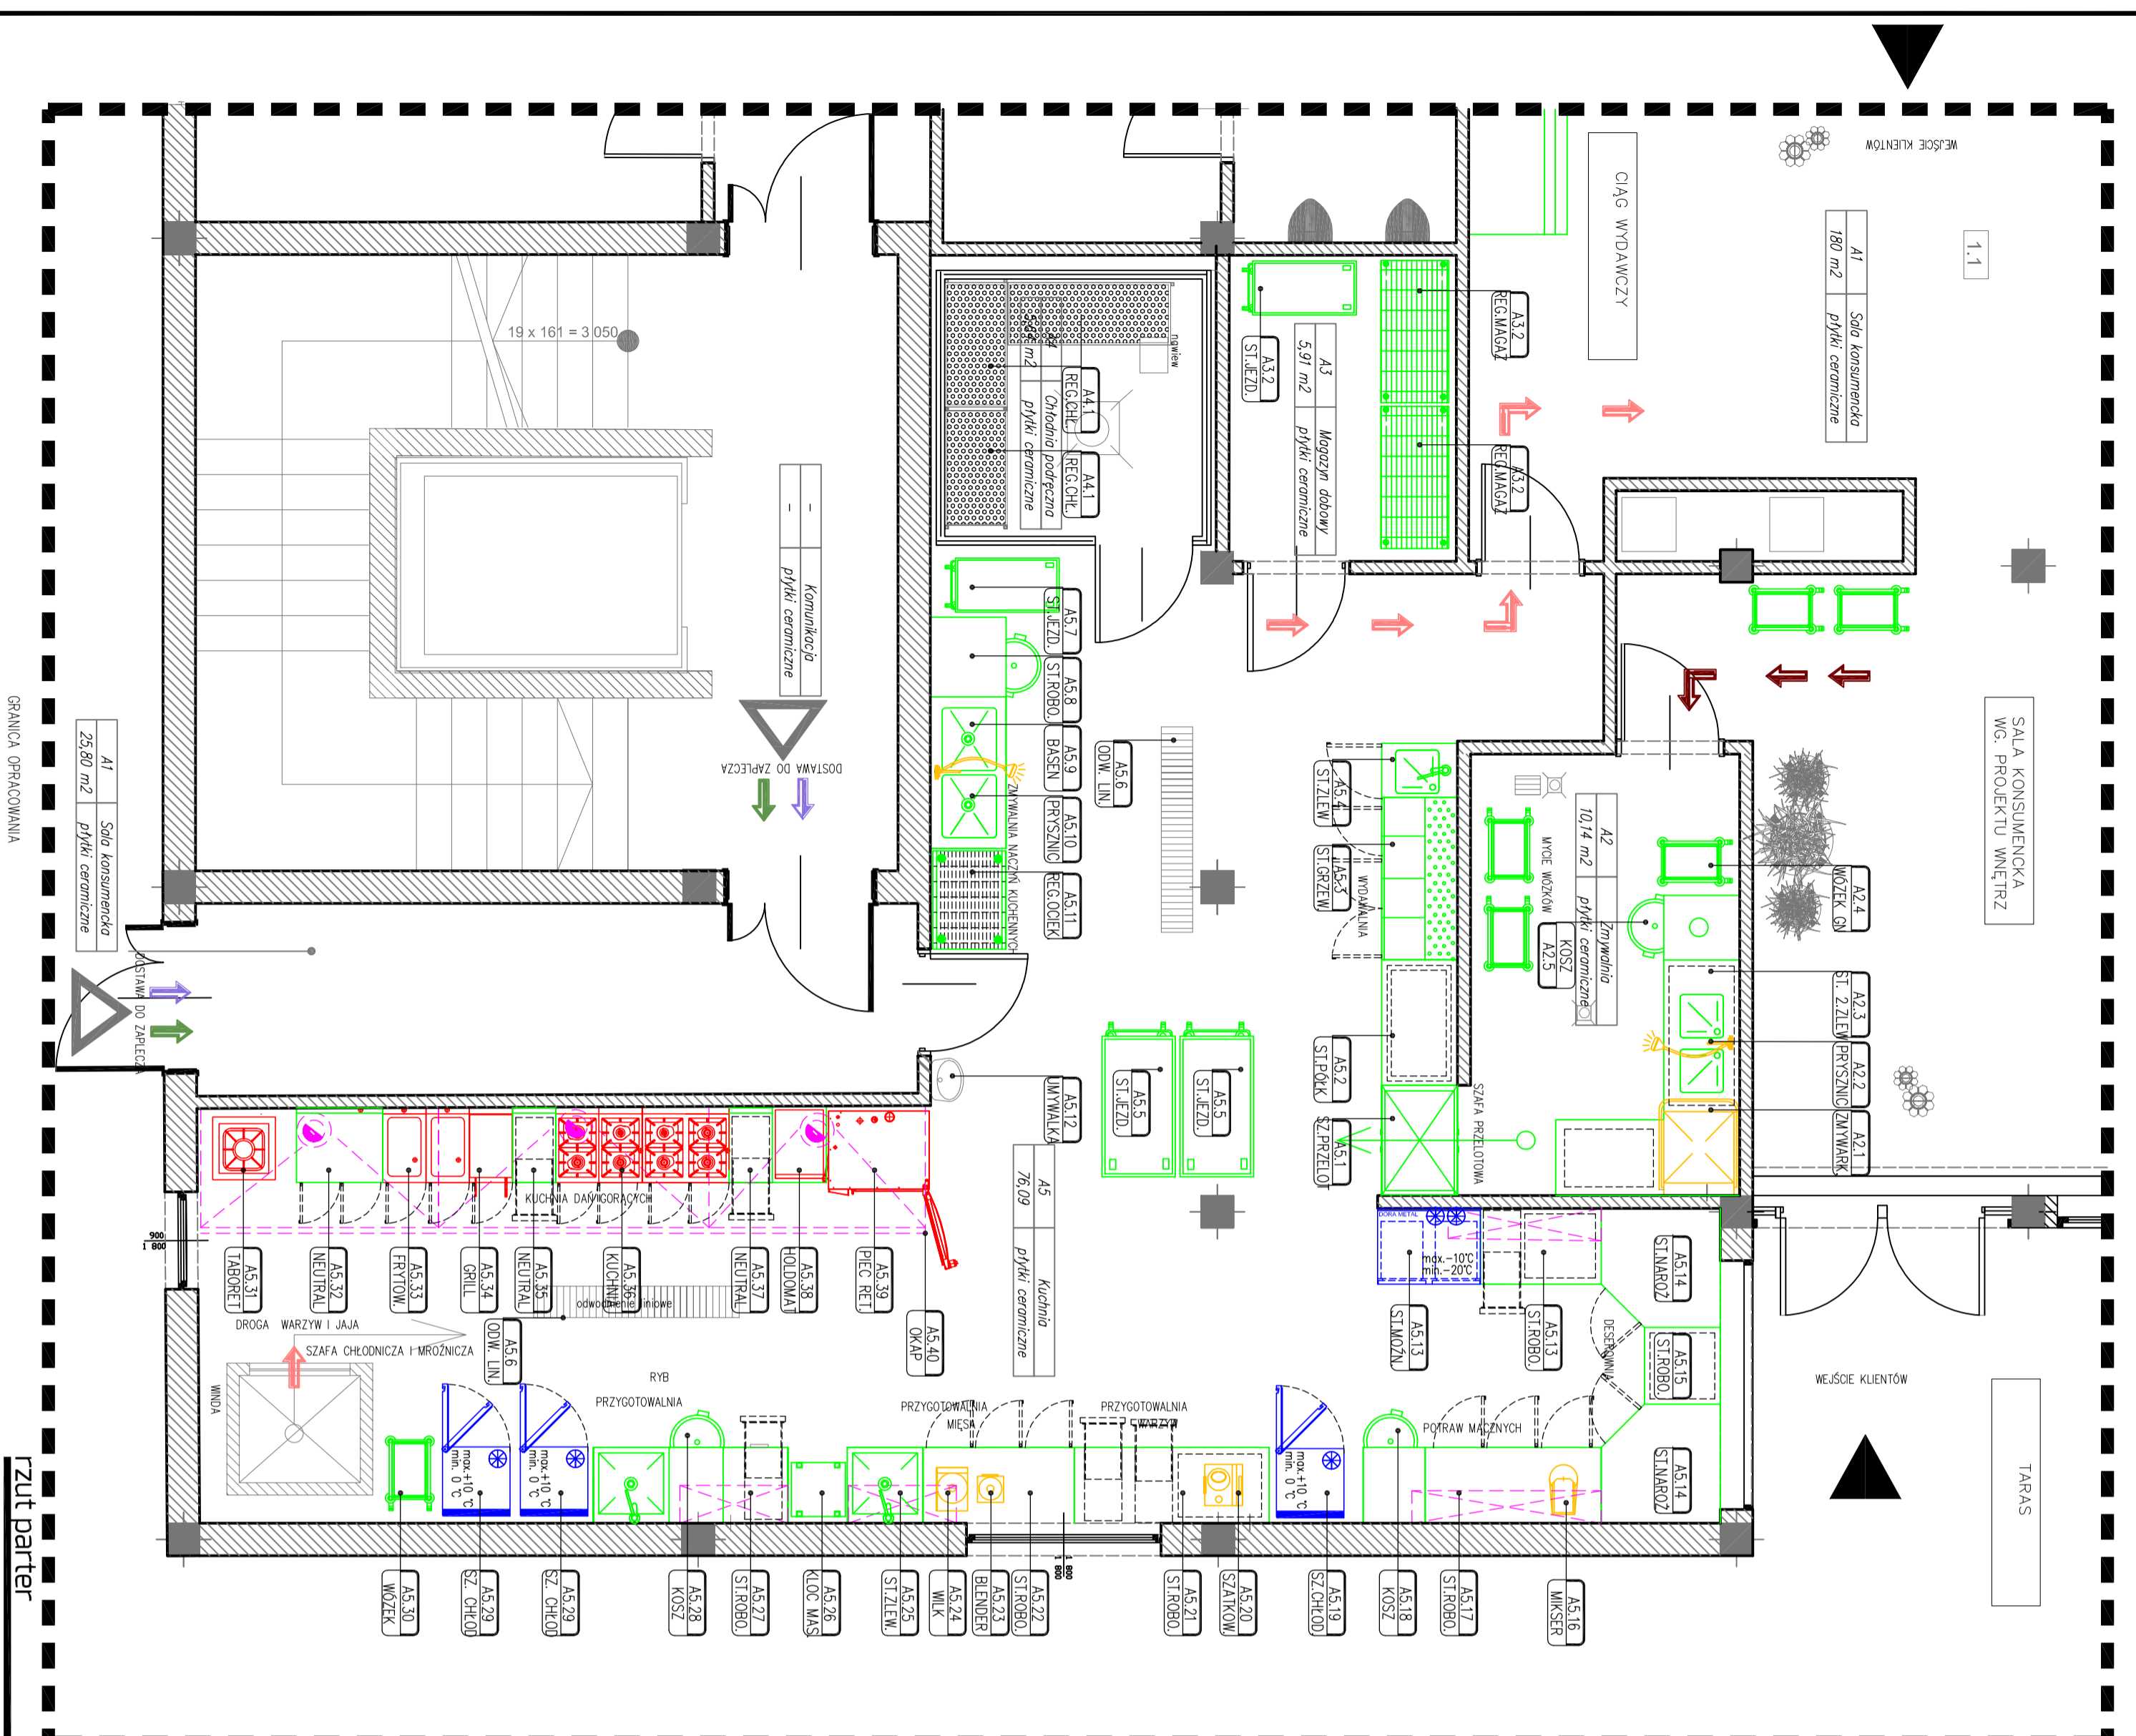 WEJŚCIE KLIENTÓW
1.1
A1
Sala konsumencka
180 m2
płytki ceramiczne
CIĄG WYDAWCZY
A3.2
REG.MAGAZ
A3.2
REG.MAGAZ
A3.2
ST.JEZD.
A3
Magazyn dobowy
5,91 m2
płytki ceramiczne
nawiew
Chłodnia podręczna
płytki ceramiczne
A4.1
REG.CHŁ.
A4.1
REG.CHŁ.
19 x 161 = 3 050
-
Komunikacja
-
płytki ceramiczne
DOSTAWA DO ZAPLECZA
SALA KONSUMENCKA
WG. PROJEKTU WNĘTRZ
A5.7
ST.JEZD.
A5.8
ST.ROBO.
A5.9
BASEN
A5.10
PRYSZNIC
A5.11
REG.OCIEK
ZMYWALNIA NACZYŃ KUCHENNYCH
A5.6
ODW. LIN.
A5.4
ST.ZLEW
A5.3
ST.GRZEW
WYDAWALNIA
A5.2
ST.PÓŁK
A5.1
SZ.PRZELOT
SZAFA PRZELOTOWA
MYCIE WÓZKÓW
A2
Zmywalnia
10,14 m2
płytki ceramiczne
KOSZ
A2.5
A2.4
WÓZEK GN
A2.3
ST. 2.ZLEW
A2.2
PRYSZNIC
A2.1
ZMYWARK.
GRANICA OPRACOWANIA
A1
Sala konsumencka
25,80 m2
płytki ceramiczne
DOSTAWA DO ZAPLECZA
A5.12
UMYWALKA
A5.5
ST.JEZD.
A5.5
ST.JEZD.
A5
Kuchnia
76,09
płytki ceramiczne
KUCHNIA DAŃ GORĄCYCH
900
1 800
A5.31
TABORET
A5.32
NEUTRAL
A5.33
FRYTOW.
A5.34
GRILL
A5.35
NEUTRAL
A5.36
KUCHNIE
A5.37
NEUTRAL
A5.38
HOLDOMAT
A5.39
PIEC RET.
A5.40
OKAP
odwodnienie liniowe
A5.6
ODW. LIN.
DROGA WARZYW I JAJA
SZAFA CHŁODNICZA I MROŹNICZA
WINDA
RYB
PRZYGOTOWALNIA
PRZYGOTOWALNIA
MIĘSA
PRZYGOTOWALNIA
WARZYW
POTRAW MĄCZNYCH
DESEROWNIA
DORA METAL
max.-10°C
min.-20°C
A5.13
ST.MOŹN.
A5.13
ST.ROBO.
A5.14
ST.NAROŻ
A5.15
ST.ROBO.
A5.14
ST.NAROŻ
WEJŚCIE KLIENTÓW
TARAS
max.+10 °C
min. 0 °C
max.+10 °C
min. 0 °C
max.+10 °C
min. 0 °C
1 800
1 800
A5.30
WÓZEK
A5.29
SZ. CHŁOD
A5.29
SZ. CHŁOD
A5.28
KOSZ
A5.27
ST.ROBO.
A5.26
KLOC MAS.
A5.25
ST.ZLEW.
A5.24
WILK
A5.23
BLENDER
A5.22
ST.ROBO.
A5.21
ST.ROBO.
A5.20
SZATKOW.
A5.19
SZ.CHŁOD.
A5.18
KOSZ
A5.17
ST.ROBO.
A5.16
MIKSER
rzut parter